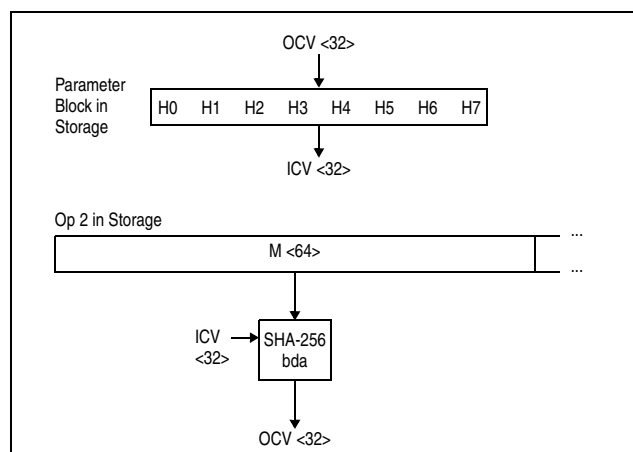 OCV <32>
Parameter
Block in
Storage
H0 H1 H2 H3 H4 H5 H6 H7
ICV <32>
Op 2 in Storage
M <64>
...
...
ICV
<32>
SHA-256
bda
OCV <32>